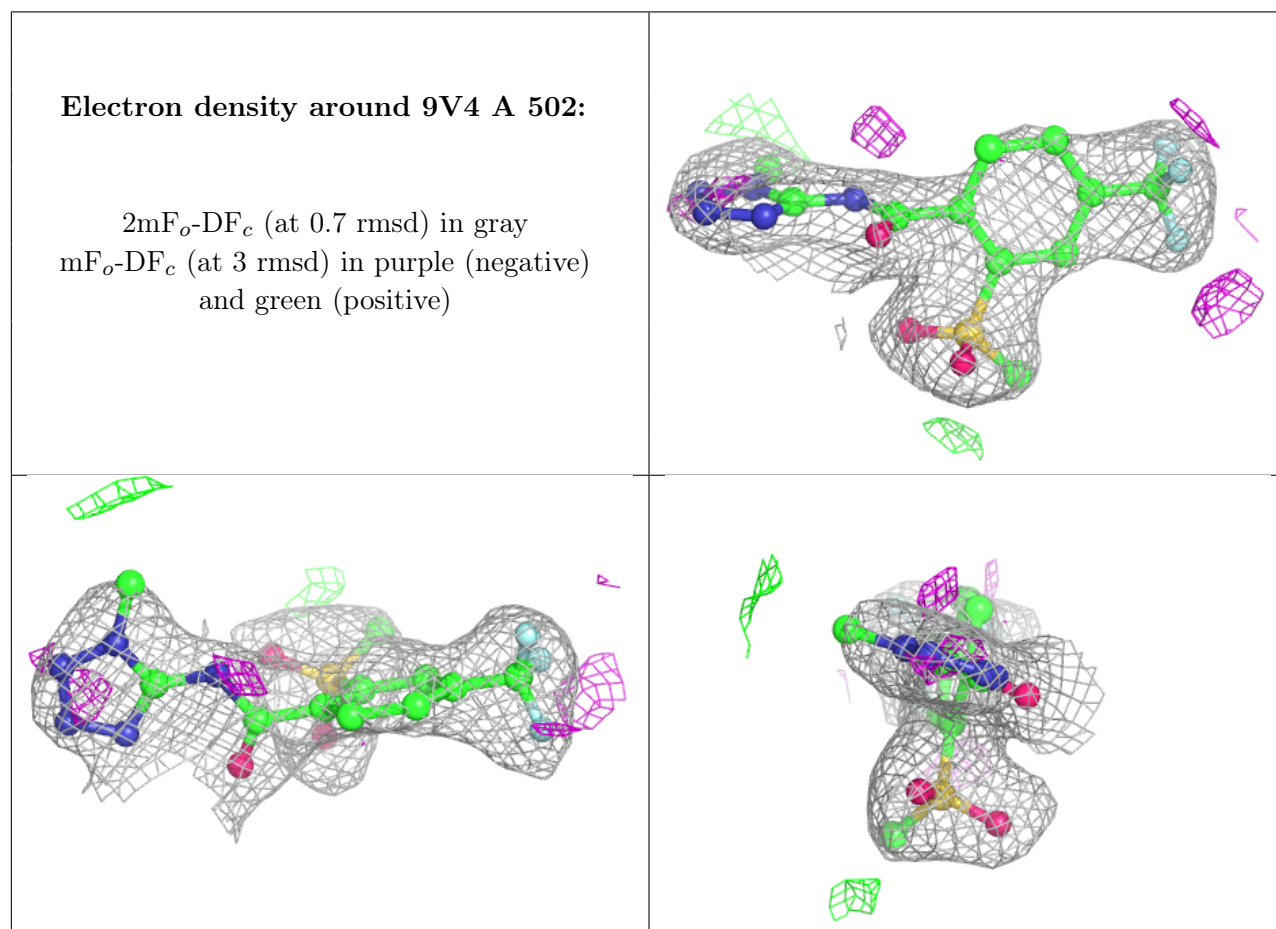 Electron density around 9V4 A 502:
2mFo-DFc (at 0.7 rmsd) in gray
mFo-DFc (at 3 rmsd) in purple (negative)
and green (positive)